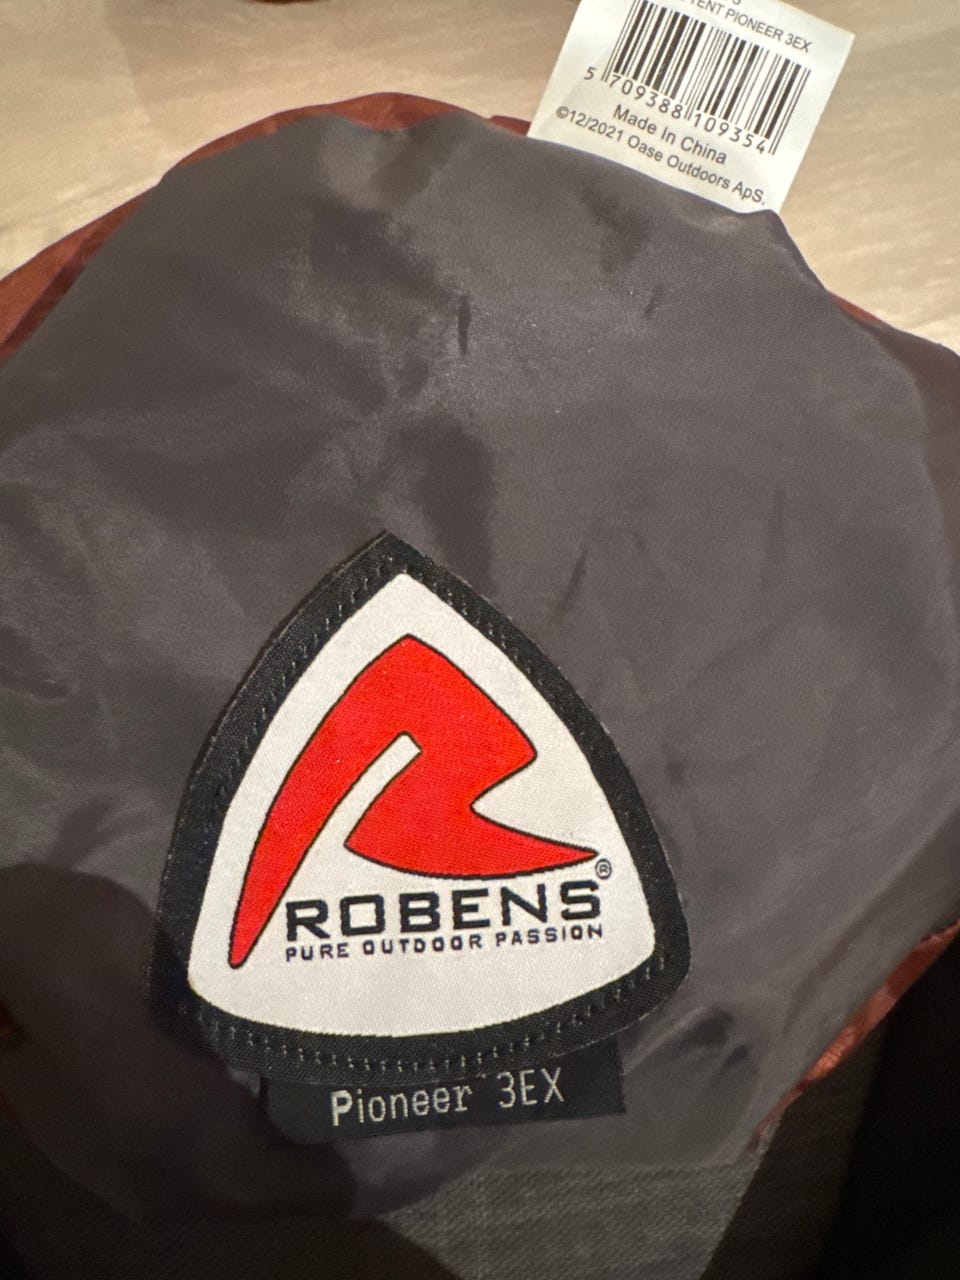 TENT PIONEER 3EX
5 709388 109354
Made In China
©12/2021 Oase Outdoors ApS.
ROBENS®
PURE OUTDOOR PASSION
Pioneer 3EX